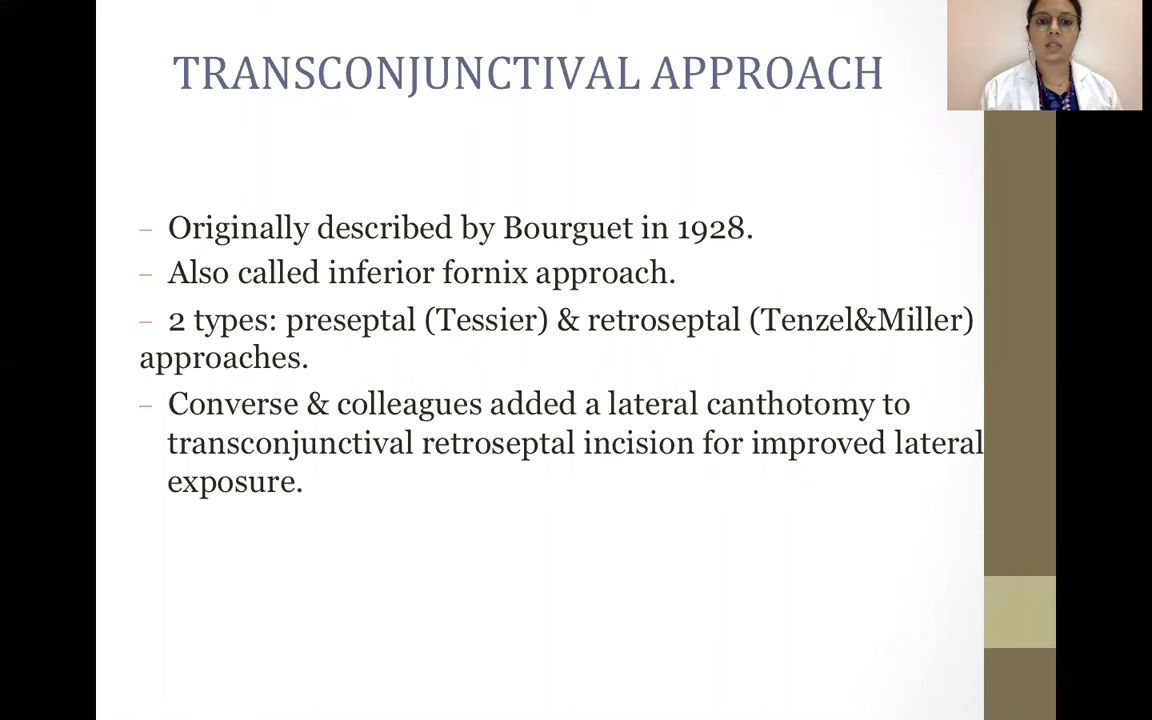 TRANSCONJUNCTIVAL APPROACH
– Originally described by Bourguet in 1928.
– Also called inferior fornix approach.
– 2 types: preseptal (Tessier) & retroseptal (Tenzel&Miller)
approaches.
– Converse & colleagues added a lateral canthotomy to
transconjunctival retroseptal incision for improved lateral
exposure.